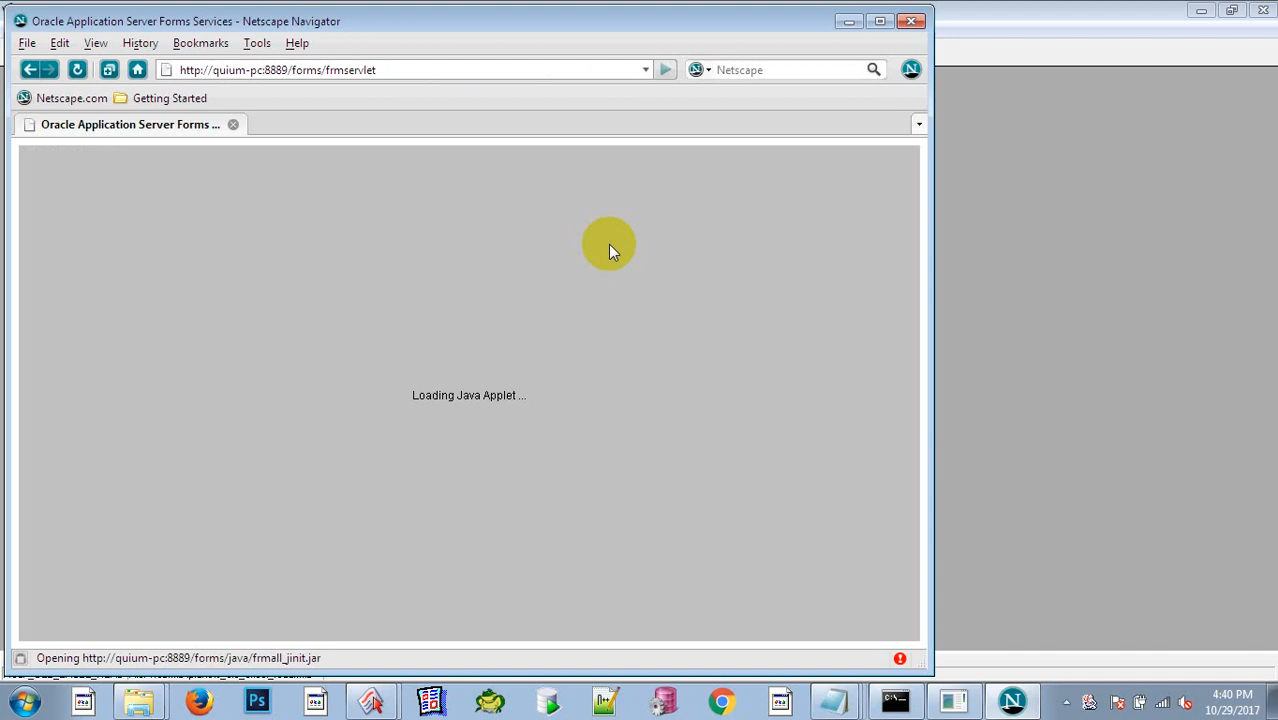 Oracle Application Server Forms Services - Netscape Navigator
File Edit View History Bookmarks Tools Help
http://quium-pc:8889/forms/frmservlet
Netscape
Netscape.com Getting Started
Oracle Application Server Forms ...
Loading Java Applet ...
Opening http://quium-pc:8889/forms/java/frmall_jinit.jar
4:40 PM
10/29/2017